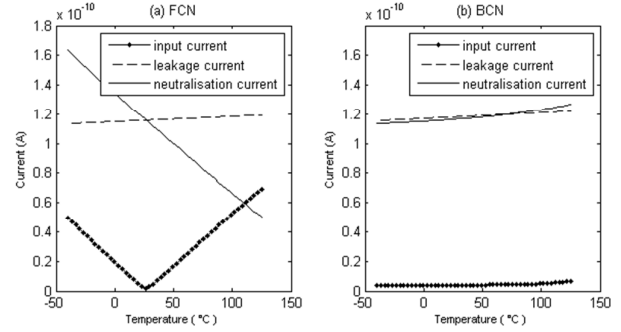 (a) FCN
x 10⁻¹⁰
1.8
1.6
1.4
1.2
1
0.8
0.6
0.4
0.2
0
Current (A)
input current
leakage current
neutralisation current
-50
0
50
100
150
Temperature ( °C )
(b) BCN
x 10⁻¹⁰
1.8
1.6
1.4
1.2
1
0.8
0.6
0.4
0.2
0
Current (A)
input current
leakage current
neutralisation current
-50
0
50
100
150
Temperature ( °C )